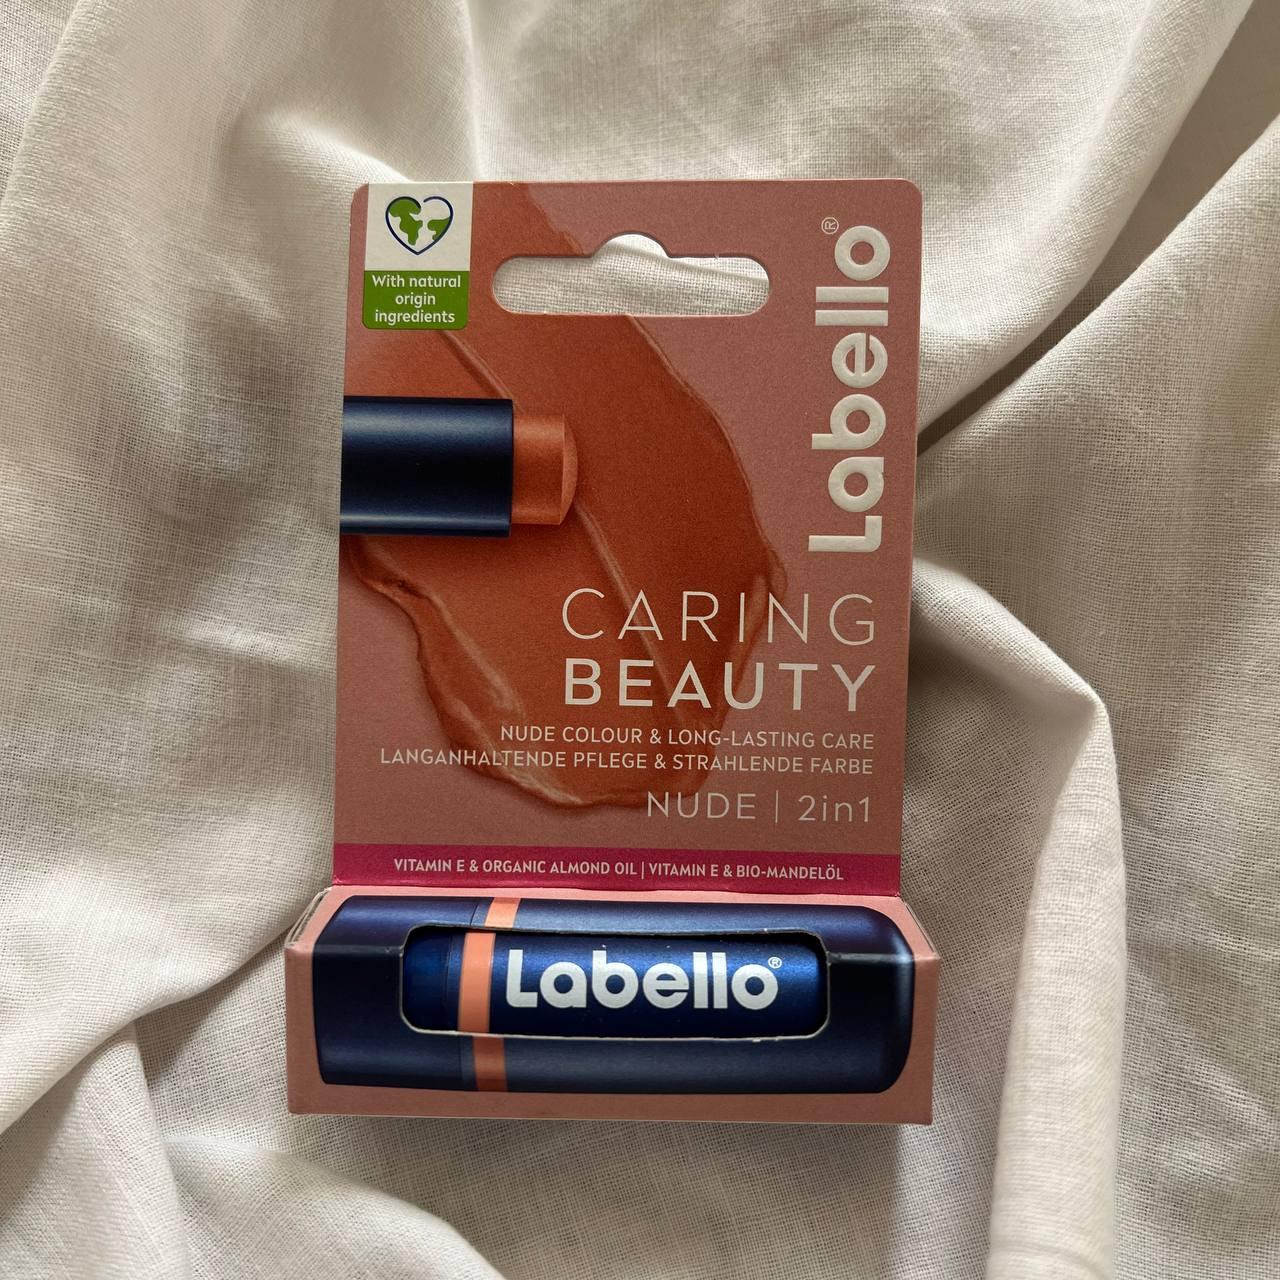 With natural
origin
ingredients
Labello®
CARING
BEAUTY
NUDE COLOUR & LONG-LASTING CARE
LANGANHALTENDE PFLEGE & STRAHLENDE FARBE
NUDE | 2in1
VITAMIN E & ORGANIC ALMOND OIL | VITAMIN E & BIO-MANDELÖL
Labello®